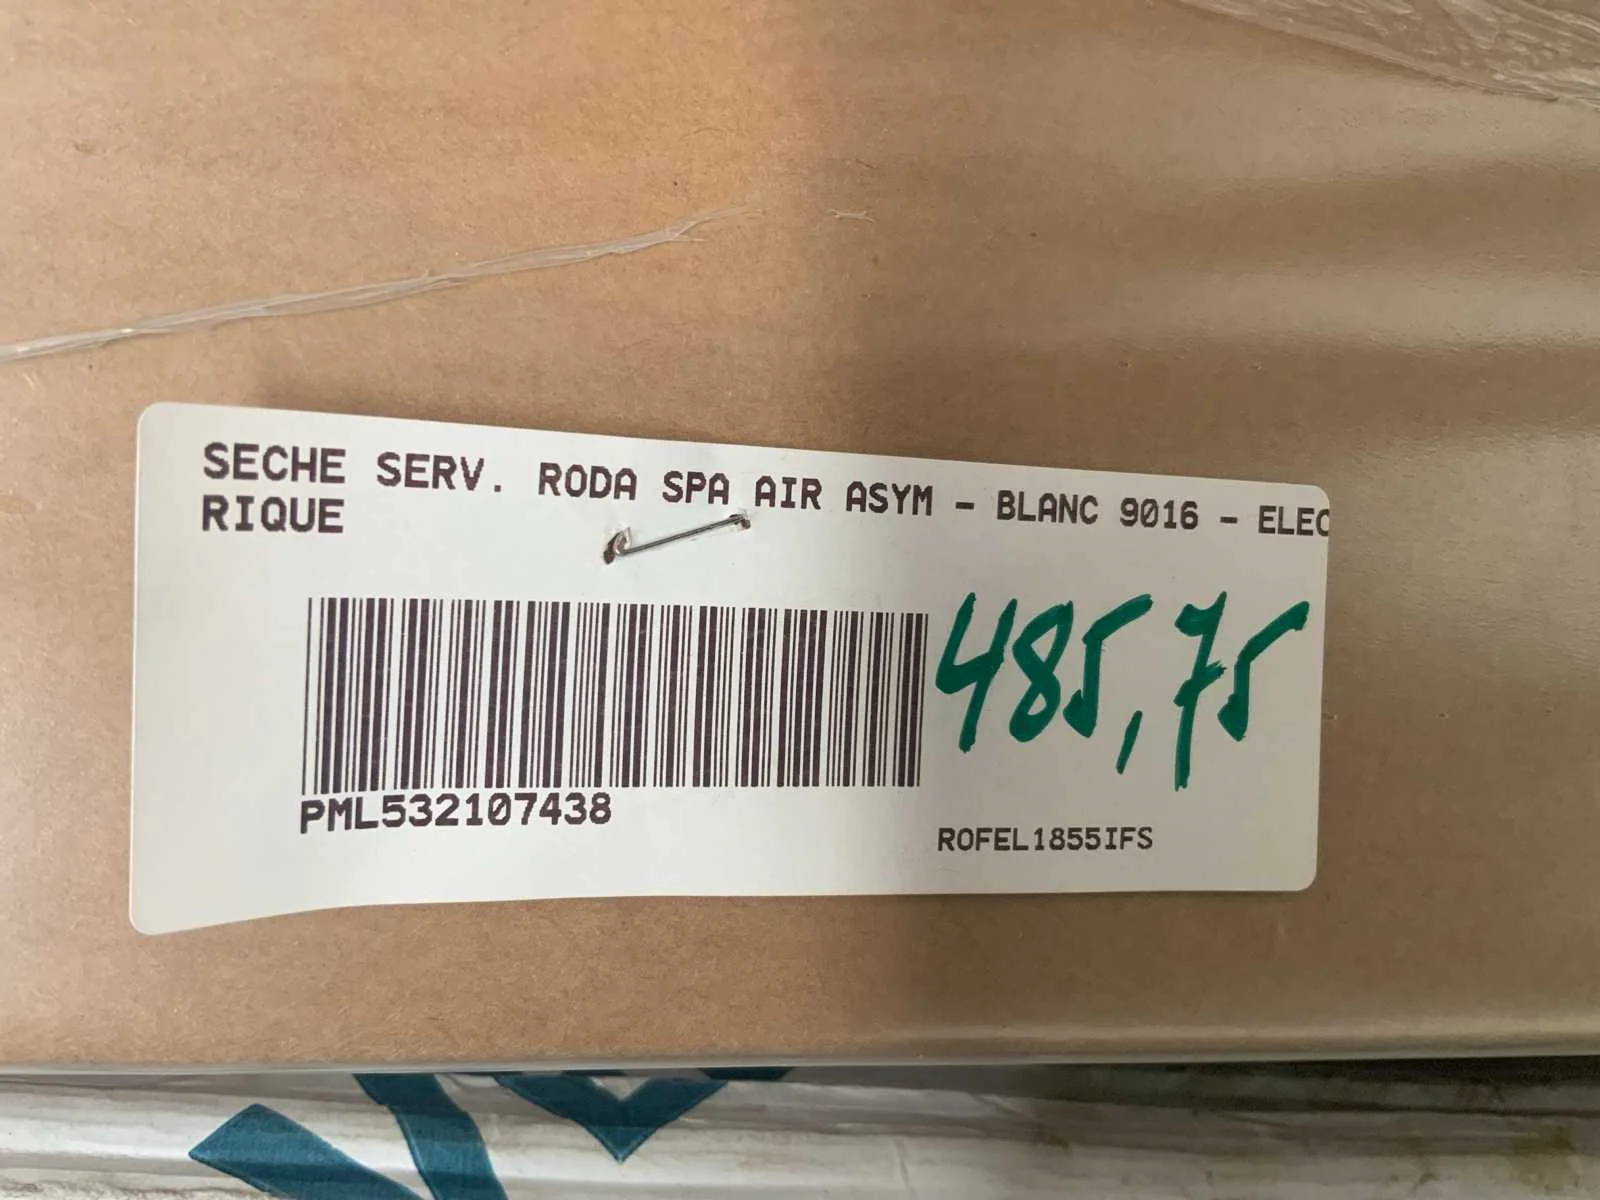 SECHE SERV. RODA SPA AIR ASYM - BLANC 9016 - ELEC
RIQUE
485,75
PML532107438
ROFEL1855IFS